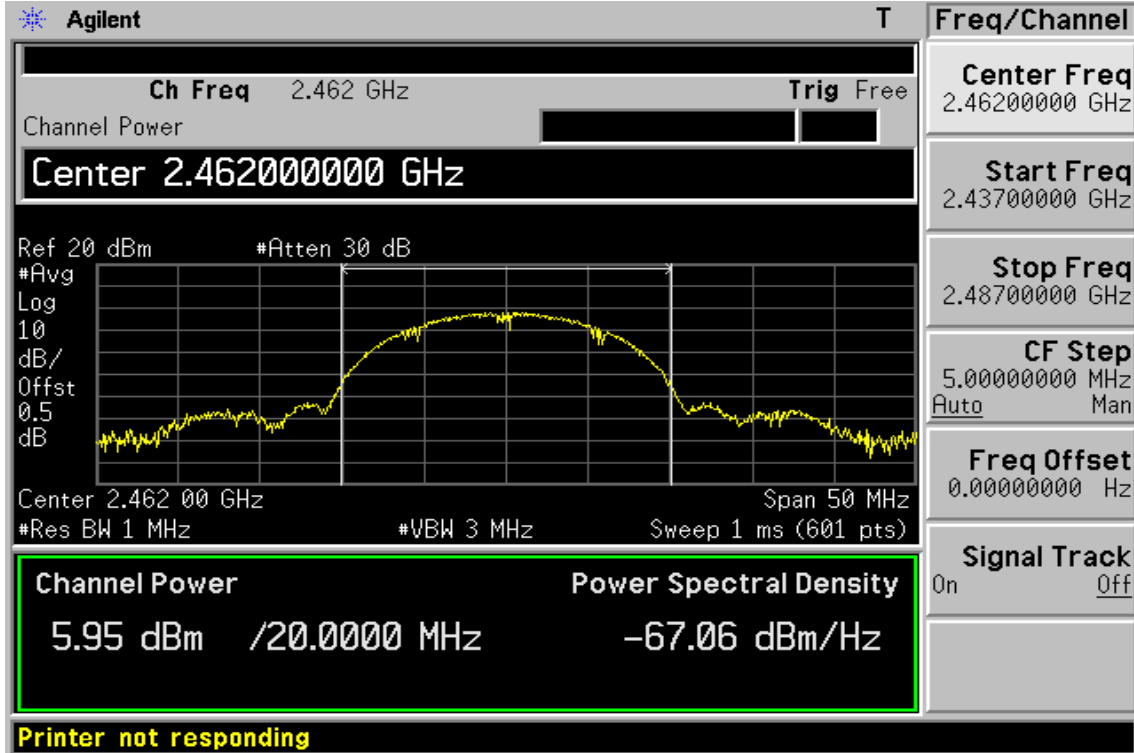 Agilent T
Freq/Channel
Ch Freq 2.462 GHz Trig Free
Channel Power
Center 2.462000000 GHz
Ref 20 dBm #Atten 30 dB
#Avg
Log
10
dB/
Offst
0.5
dB
Center 2.462 00 GHz Span 50 MHz
#Res BW 1 MHz #VBW 3 MHz Sweep 1 ms (601 pts)
Channel Power Power Spectral Density
5.95 dBm /20.0000 MHz -67.06 dBm/Hz
Printer not responding
Center Freq
2.46200000 GHz
Start Freq
2.43700000 GHz
Stop Freq
2.48700000 GHz
CF Step
5.00000000 MHz
Auto Man
Freq Offset
0.00000000 Hz
Signal Track
On Off